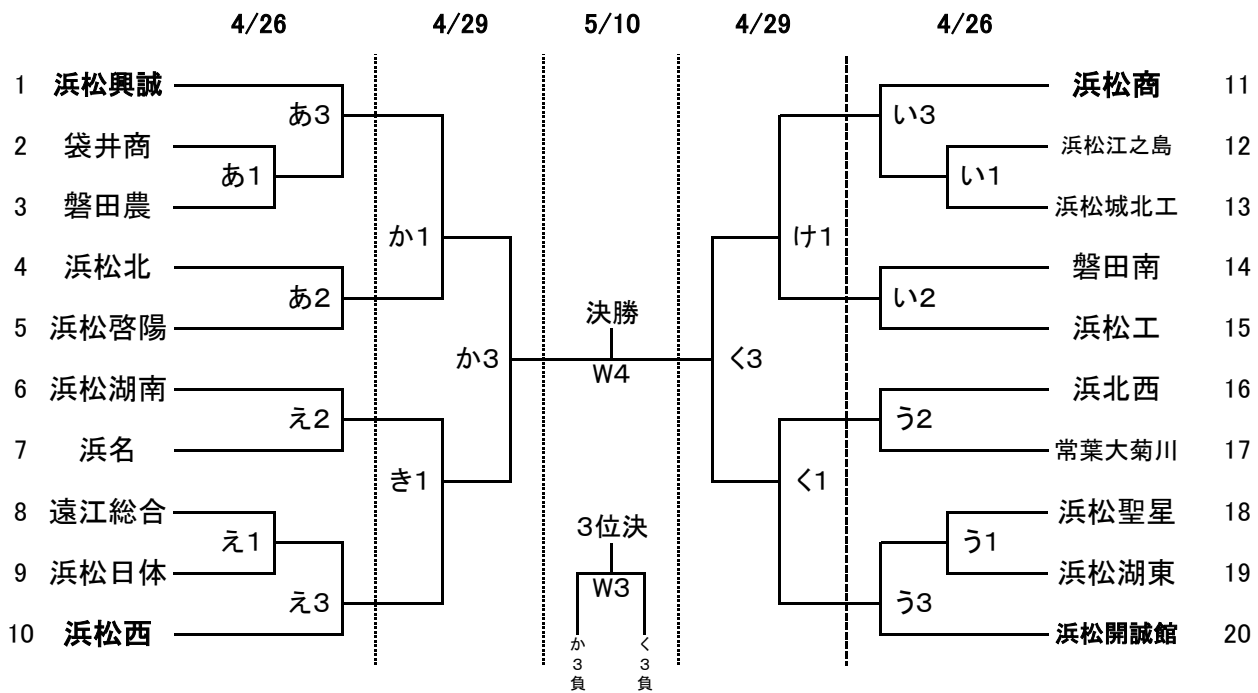 4/26 4/29 5/10 4/29 4/26
1 浜松興誠 浜松商 11
あ3 い3
2 袋井商 浜松江之島 12
あ1 い1
3 磐田農 浜松城北工 13
か1 け1
4 浜松北 磐田南 14
あ2 い2
5 浜松啓陽 決勝 浜松工 15
か3 W4 く3
6 浜松湖南 浜北西 16
え2 う2
7 浜名 常葉大菊川 17
き1 く1
8 遠江総合 3位決 浜松聖星 18
え1 う1
9 浜松日体 W3 浜松湖東 19
え3 う3
10 浜松西 か3負 く3負 浜松開誠館 20